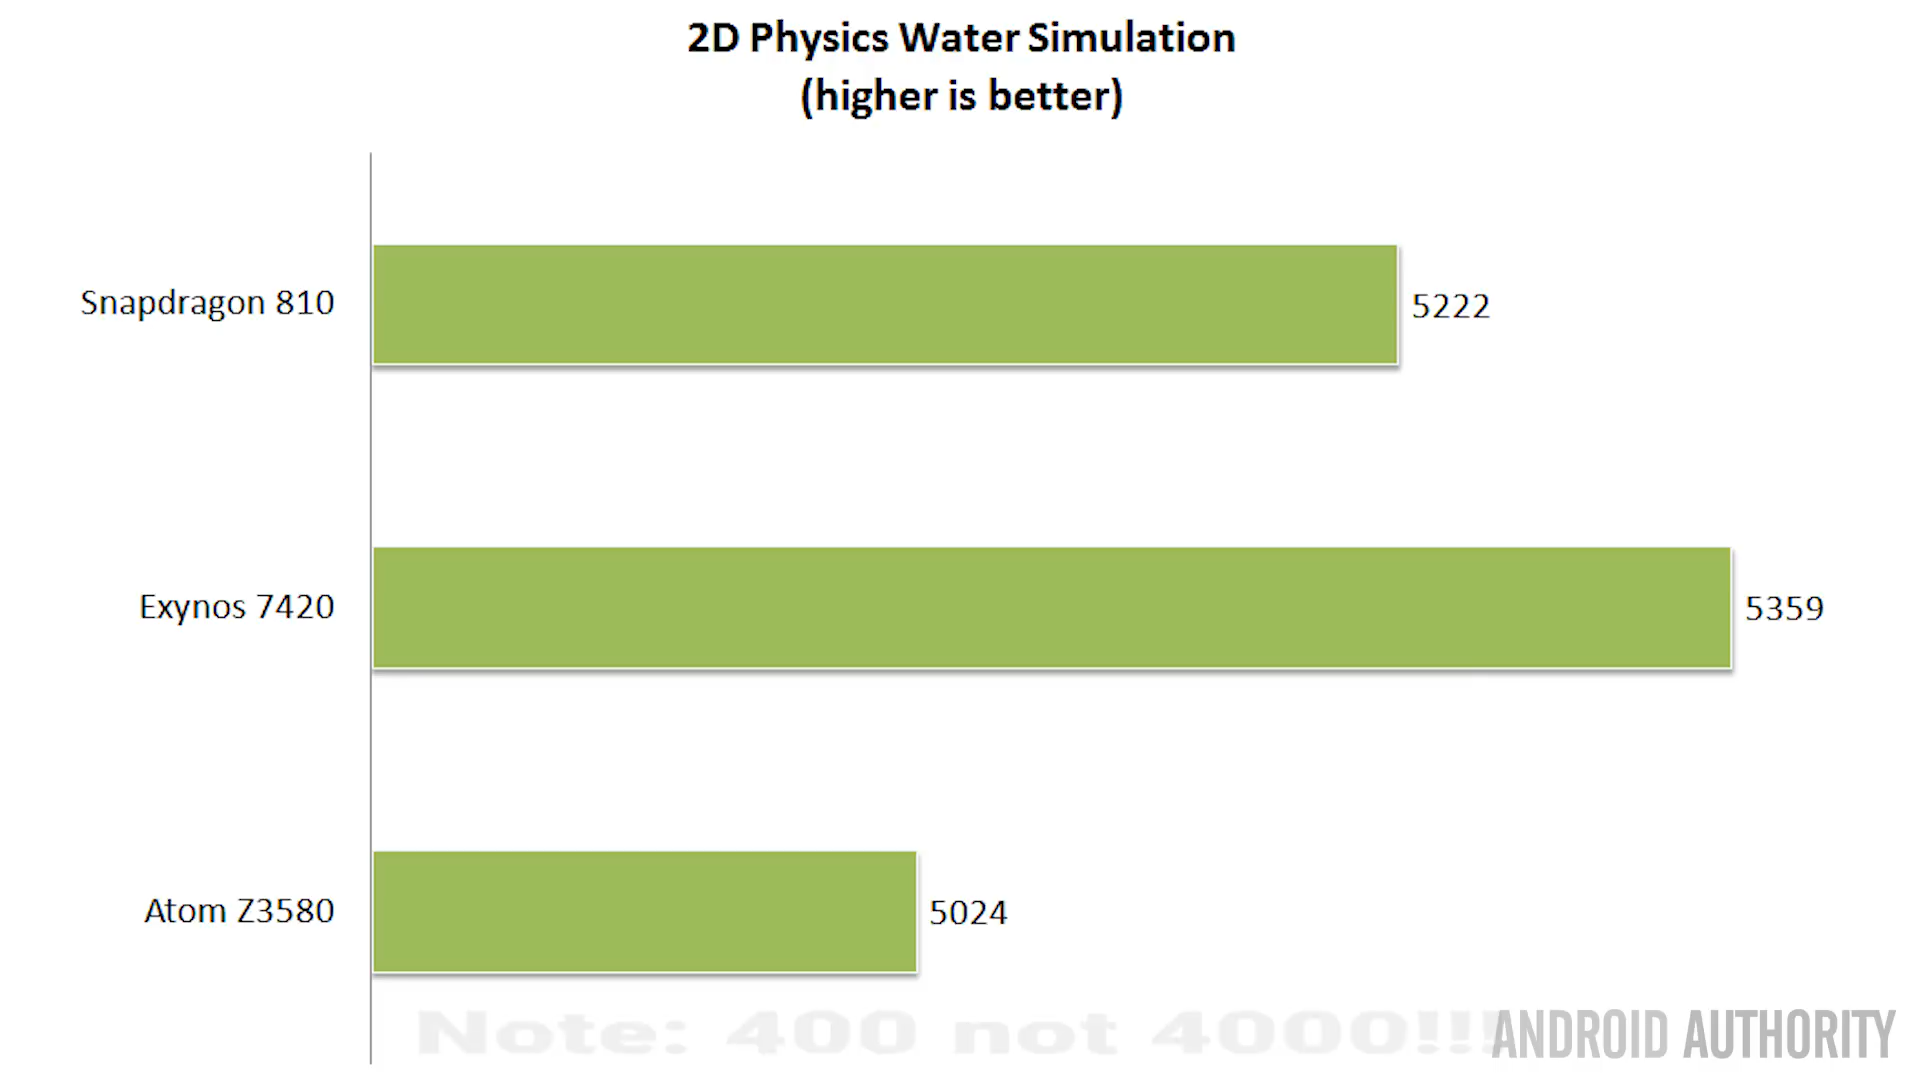 2D Physics Water Simulation
(higher is better)
Snapdragon 810
5222
Exynos 7420
5359
Atom Z3580
5024
Note: 400 not 4000!!!
ANDROID AUTHORITY